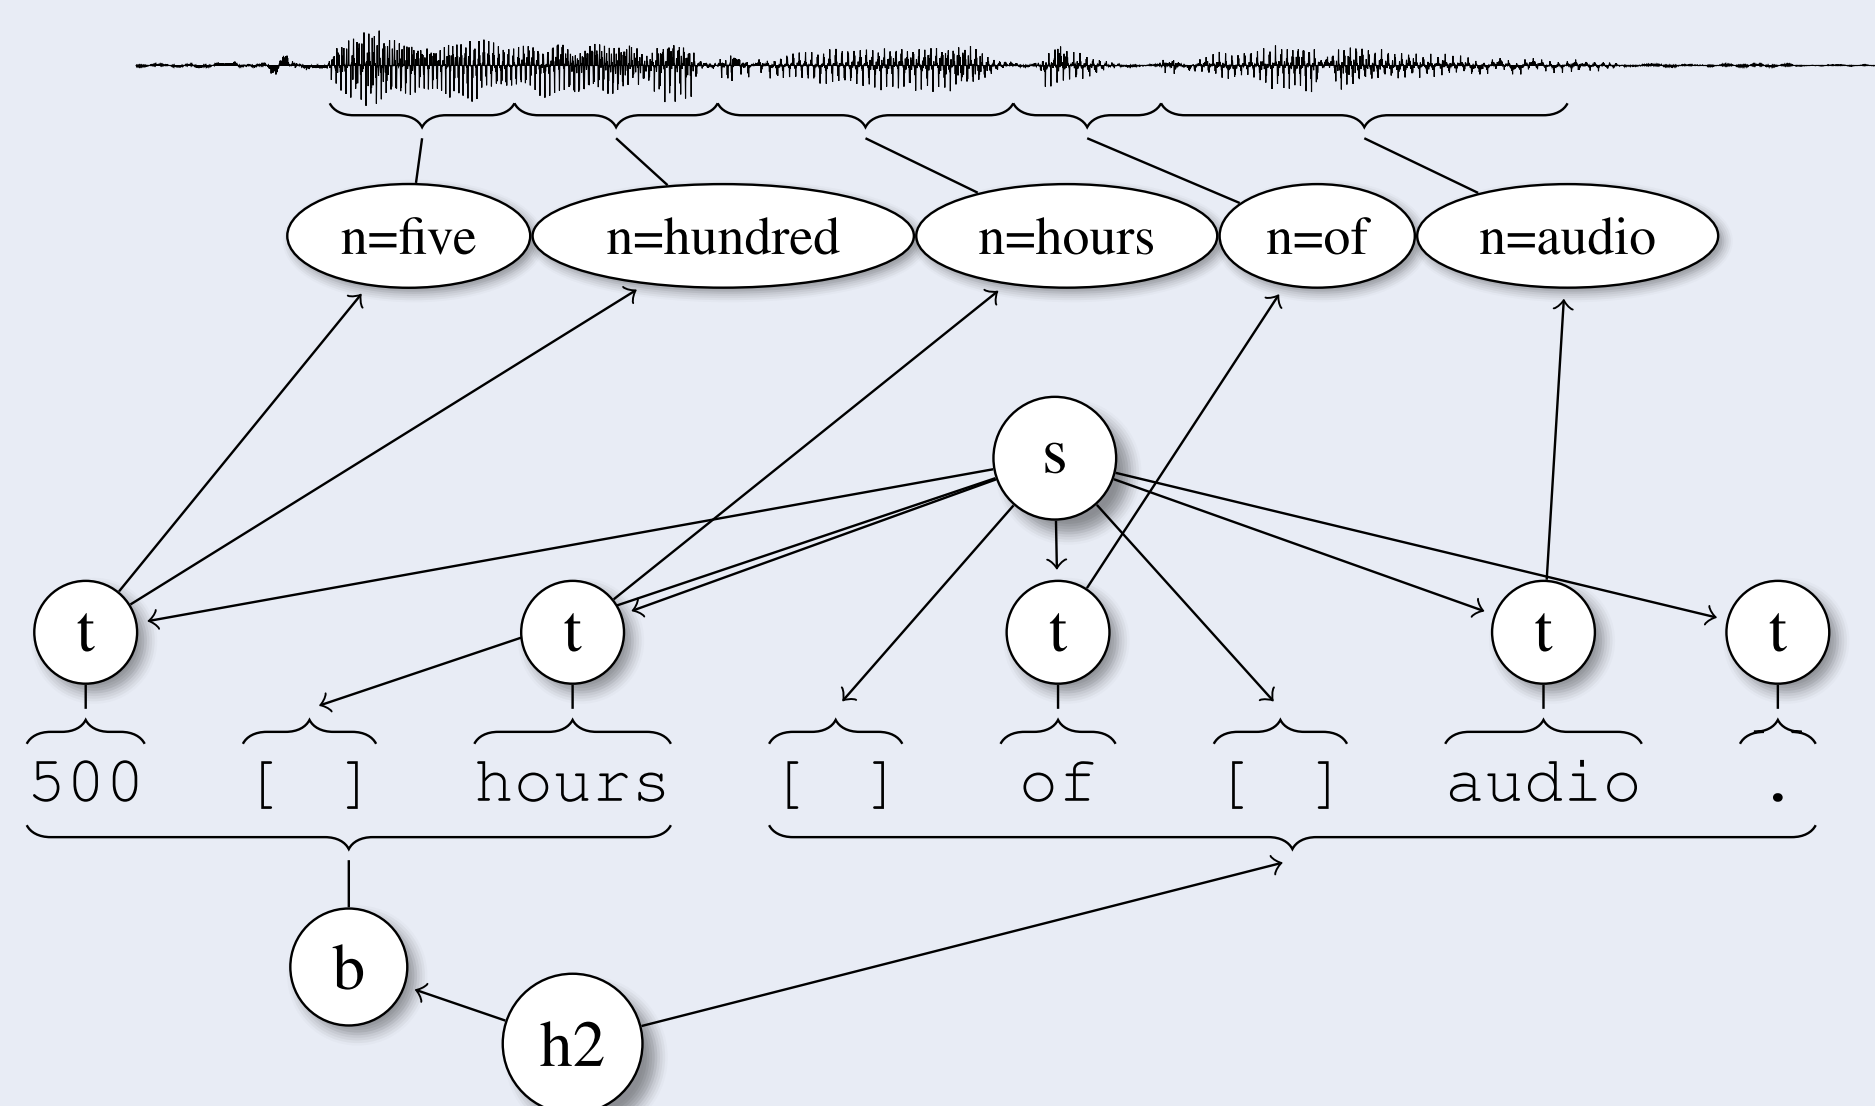 n=five n=hundred n=hours n=of n=audio
s
t t t t t
500 [ ] hours [ ] of [ ] audio .
b
h2